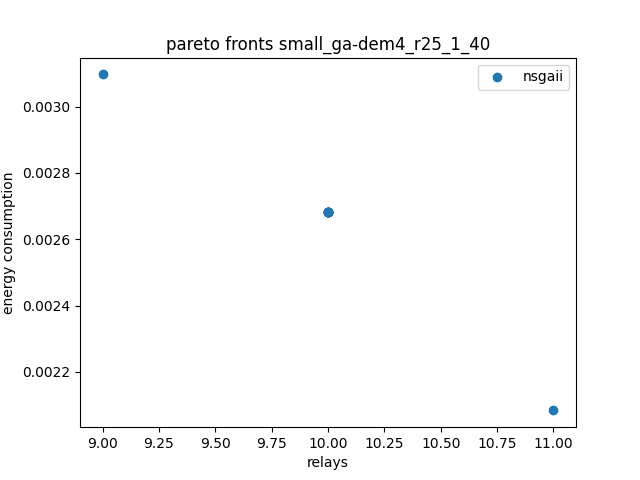 pareto fronts small_ga-dem4_r25_1_40
nsgaii
energy consumption
0.0030
0.0028
0.0026
0.0024
0.0022
9.00 9.25 9.50 9.75 10.00 10.25 10.50 10.75 11.00
relays